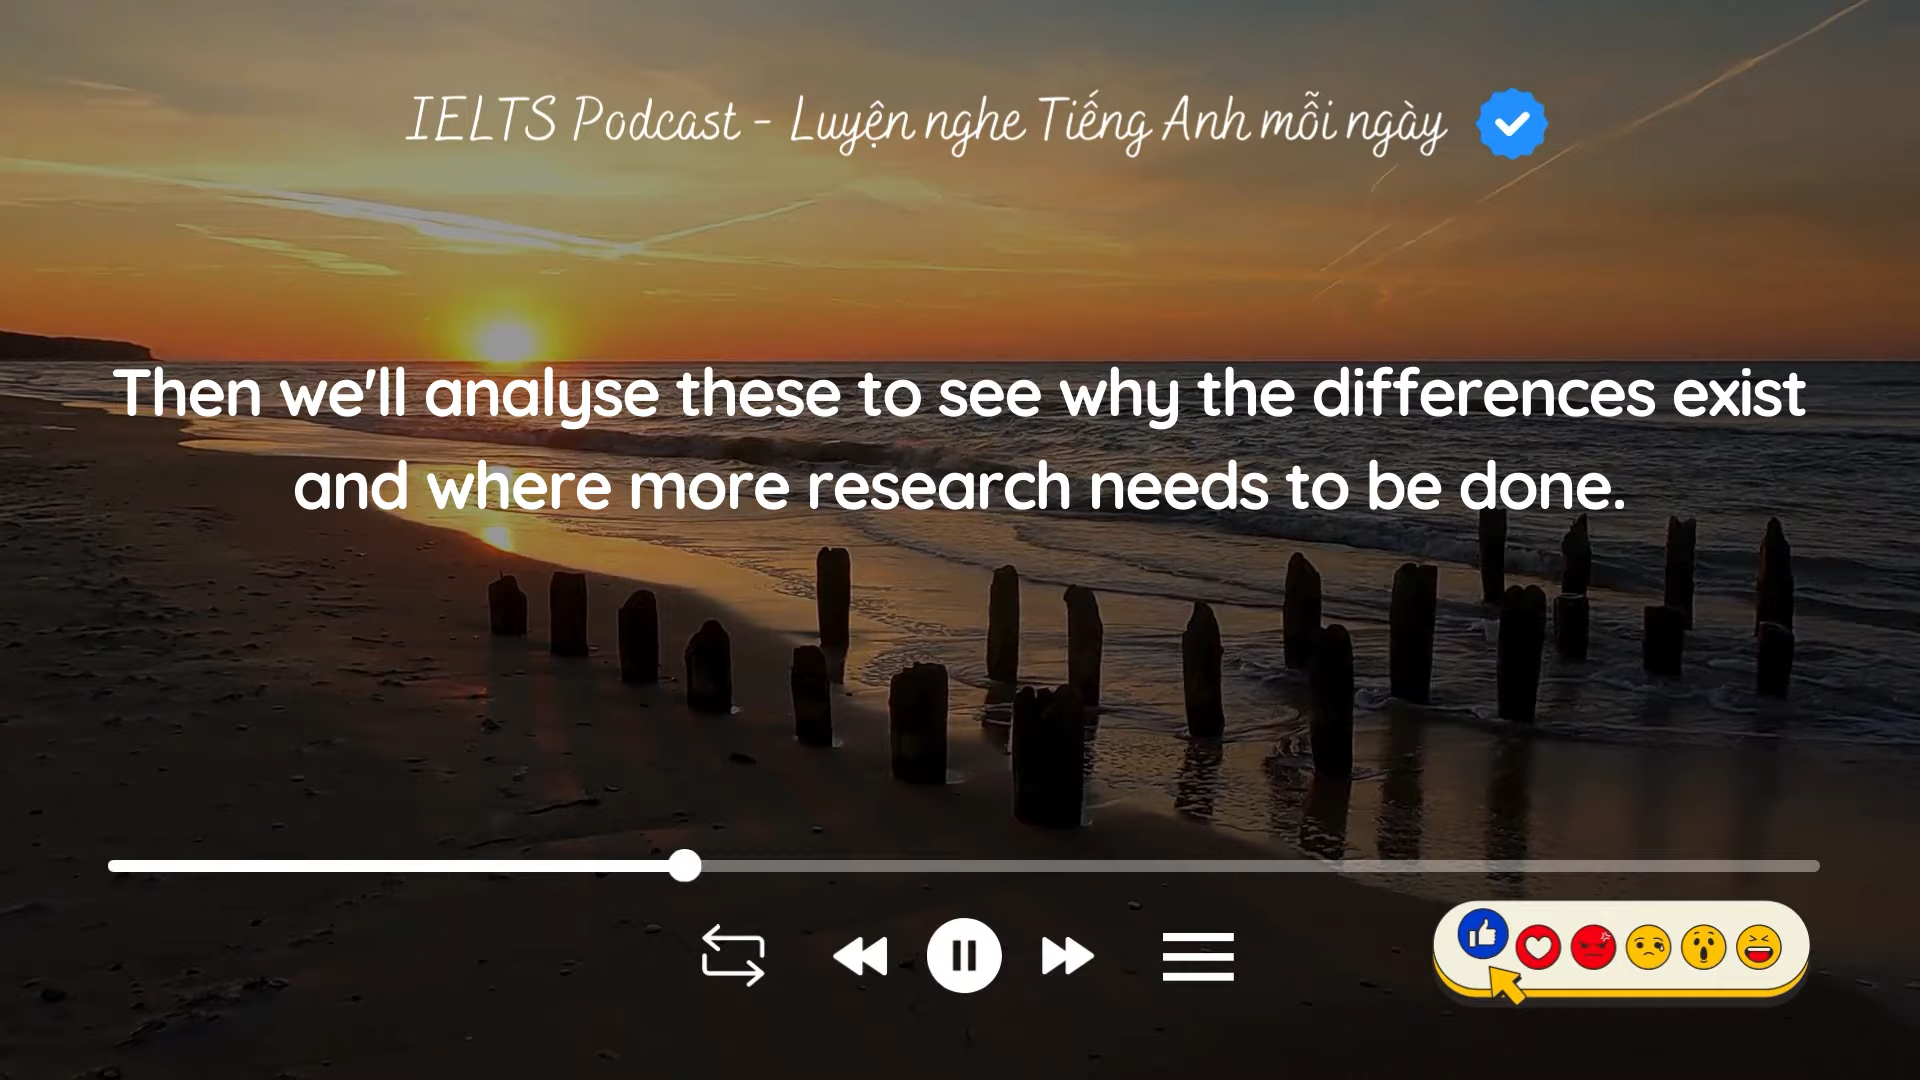 IELTS Podcast - Luyện nghe Tiếng Anh mỗi ngày
Then we'll analyse these to see why the differences exist
and where more research needs to be done.